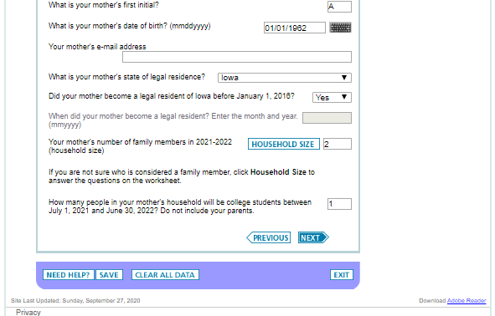 What is your mother's first initial? A
What is your mother's date of birth? (mmddyyyy) 01/01/1962
Your mother's e-mail address
What is your mother's state of legal residence? Iowa
Did your mother become a legal resident of Iowa before January 1, 2016? Yes
When did your mother become a legal resident? Enter the month and year.
(mmyyyy)
Your mother's number of family members in 2021-2022 HOUSEHOLD SIZE 2
(household size)
If you are not sure who is considered a family member, click Household Size to
answer the questions on the worksheet.
How many people in your mother's household will be college students between 1
July 1, 2021 and June 30, 2022? Do not include your parents.
PREVIOUS NEXT
NEED HELP? SAVE CLEAR ALL DATA EXIT
Site Last Updated: Sunday, September 27, 2020 Download Adobe Reader
Privacy